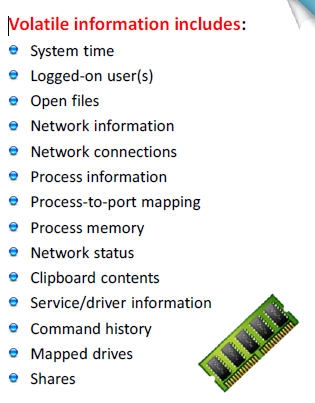 Volatile information includes:
System time
Logged-on user(s)
Open files
Network information
Network connections
Process information
Process-to-port mapping
Process memory
Network status
Clipboard contents
Service/driver information
Command history
Mapped drives
Shares